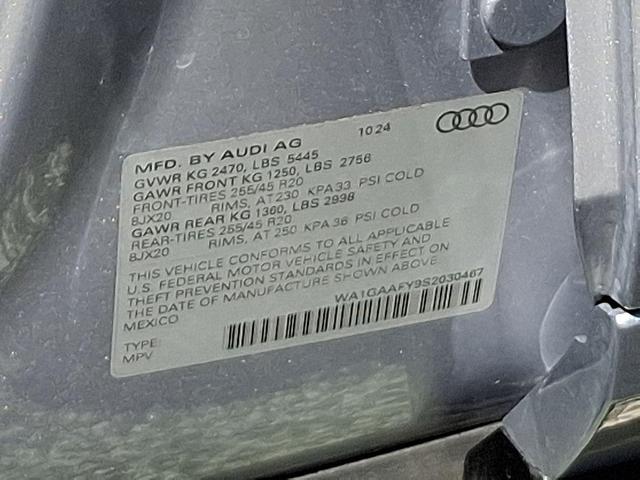 MFD. BY AUDI AG 10 24
GVWR KG 2470, LBS 5445
GAWR FRONT KG 1250, LBS 2756
FRONT-TIRES 255/45 R20
8JX20 RIMS, AT 230 KPA 33 PSI COLD
GAWR REAR KG 1360, LBS 2998
REAR-TIRES 255/45 R20
8JX20 RIMS, AT 250 KPA 36 PSI COLD
THIS VEHICLE CONFORMS TO ALL APPLICABLE
U.S. FEDERAL MOTOR VEHICLE SAFETY AND
THEFT PREVENTION STANDARDS IN EFFECT ON
THE DATE OF MANUFACTURE SHOWN ABOVE
MEXICO
WA1GAAFY9S2030467
TYPE:
MPV